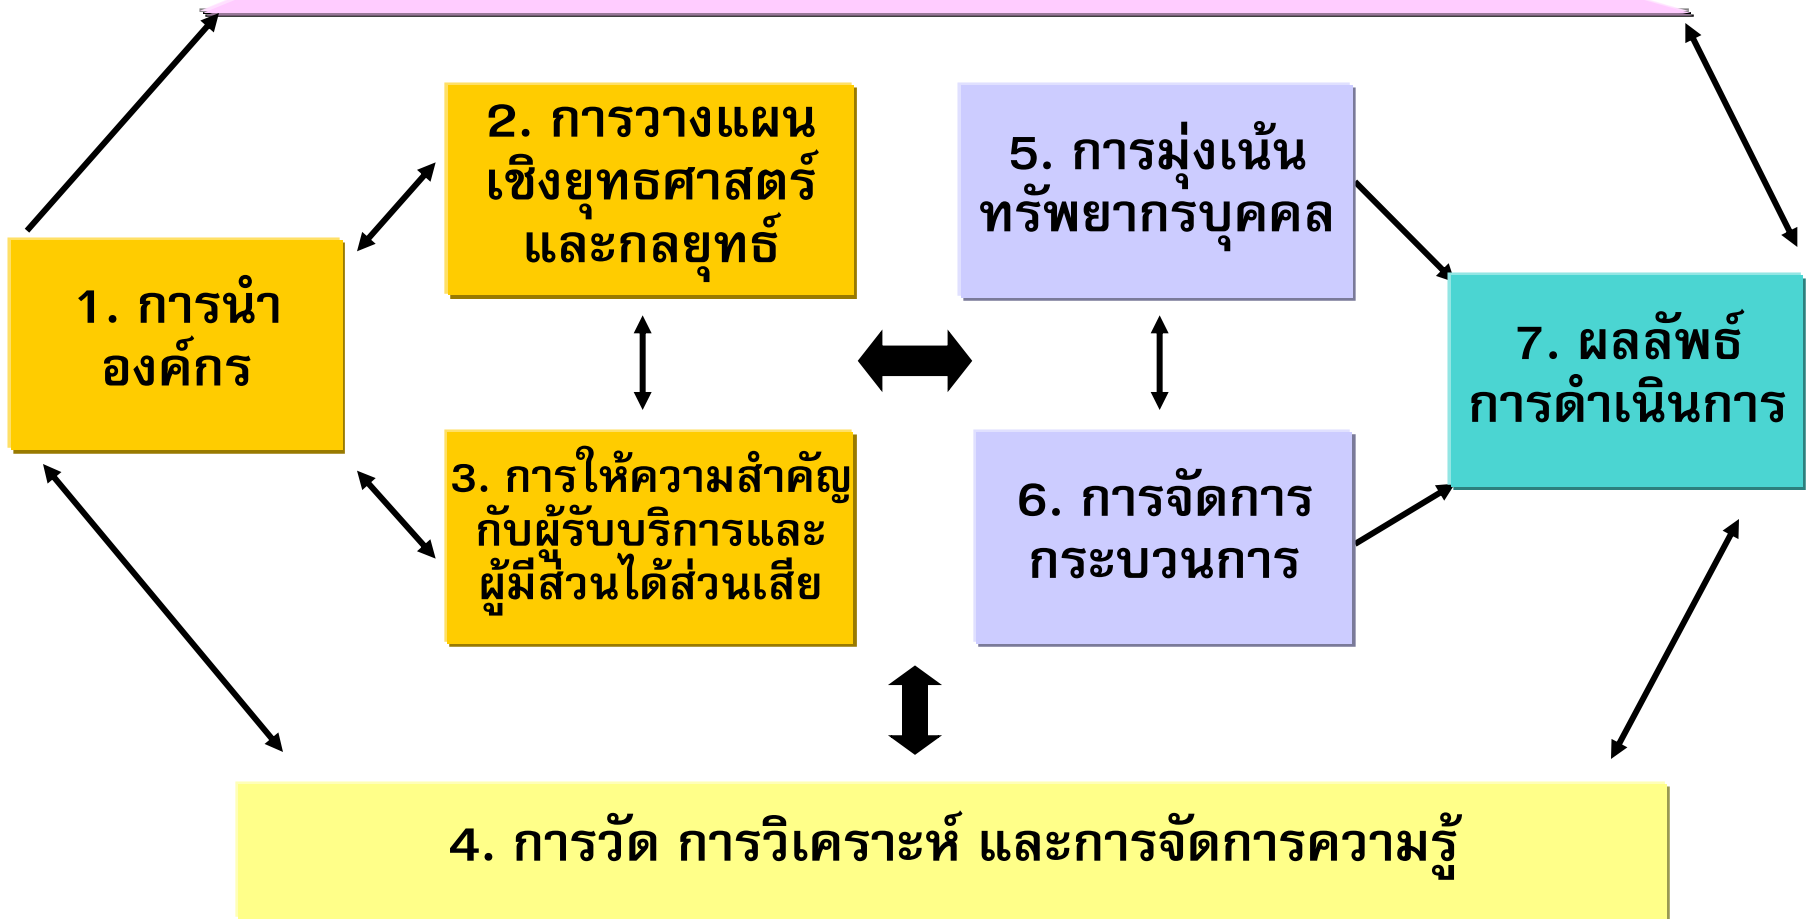 1. การนำ
องค์กร
2. การวางแผน
เชิงยุทธศาสตร์
และกลยุทธ์
3. การให้ความสำคัญ
กับผู้รับบริการและ
ผู้มีส่วนได้ส่วนเสีย
5. การมุ่งเน้น
ทรัพยากรบุคคล
6. การจัดการ
กระบวนการ
7. ผลลัพธ์
การดำเนินการ
4. การวัด การวิเคราะห์ และการจัดการความรู้